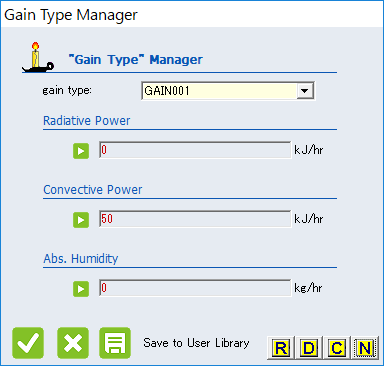 Gain Type Manager
"Gain Type" Manager
gain type: GAIN001
Radiative Power
0 kJ/hr
Convective Power
50 kJ/hr
Abs. Humidity
0 kg/hr
Save to User Library R D C N